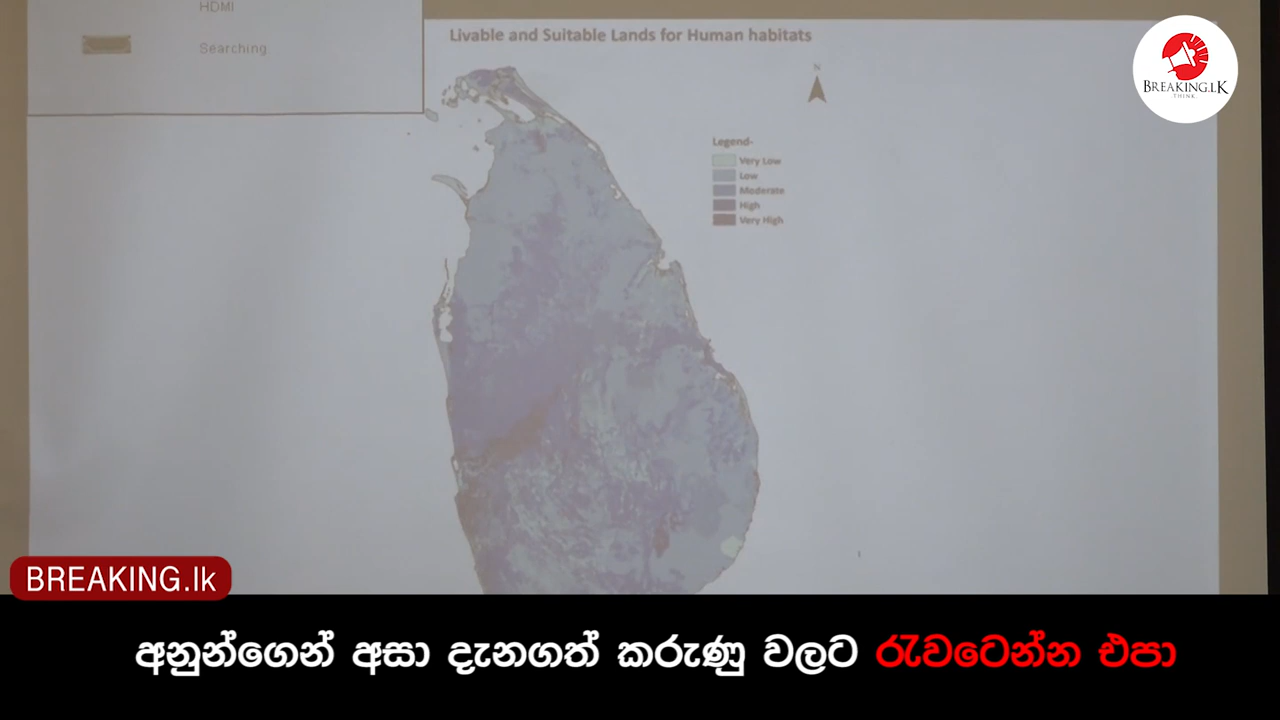 HDMI
Searching
Livable and Suitable Lands for Human habitats
N
Legend-
Very Low
Low
Moderate
High
Very High
BREAKING.LK
THINK.
BREAKING.lk
අනුන්ගෙන් අසා දැනගත් කරුණු වලට රැවටෙන්න එපා